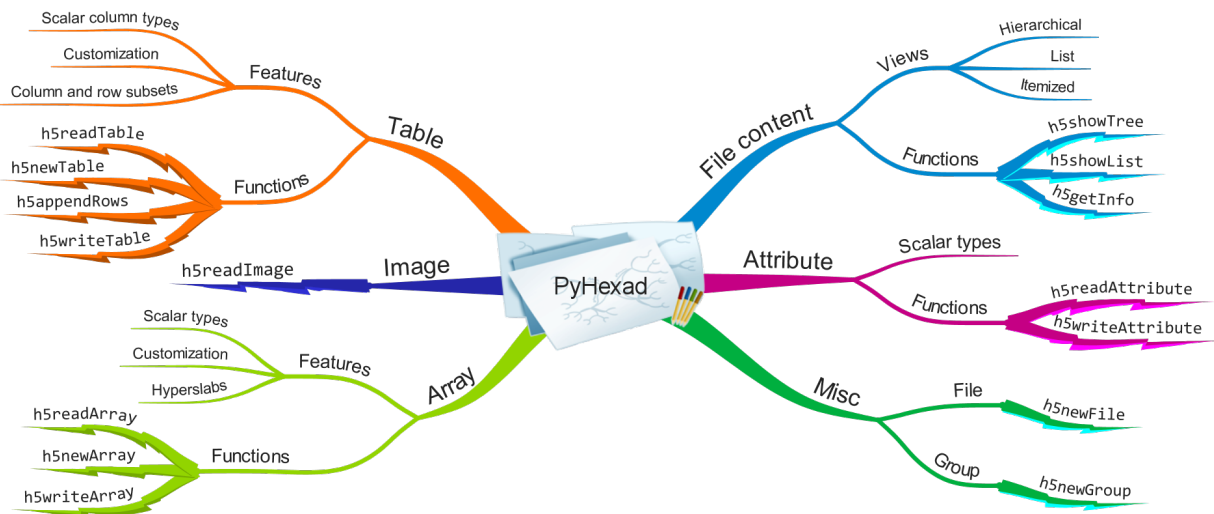 PyHexad
Table
Features
Scalar column types
Customization
Column and row subsets
Functions
h5readTable
h5newTable
h5appendRows
h5writeTable
Image
h5readImage
Array
Features
Scalar types
Customization
Hyperslabs
Functions
h5readArray
h5newArray
h5writeArray
File content
Views
Hierarchical
List
Itemized
Functions
h5showTree
h5showList
h5getInfo
Attribute
Scalar types
Functions
h5readAttribute
h5writeAttribute
Misc
File
h5newFile
Group
h5newGroup